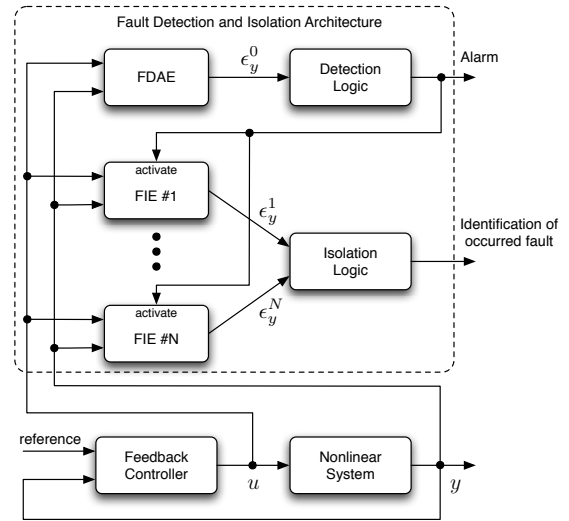 Fault Detection and Isolation Architecture
FDAE
ϵ_y^0
Detection
Logic
Alarm
activate
FIE #1
ϵ_y^1
Isolation
Logic
Identification of
occurred fault
activate
FIE #N
ϵ_y^N
reference
Feedback
Controller
u
Nonlinear
System
y